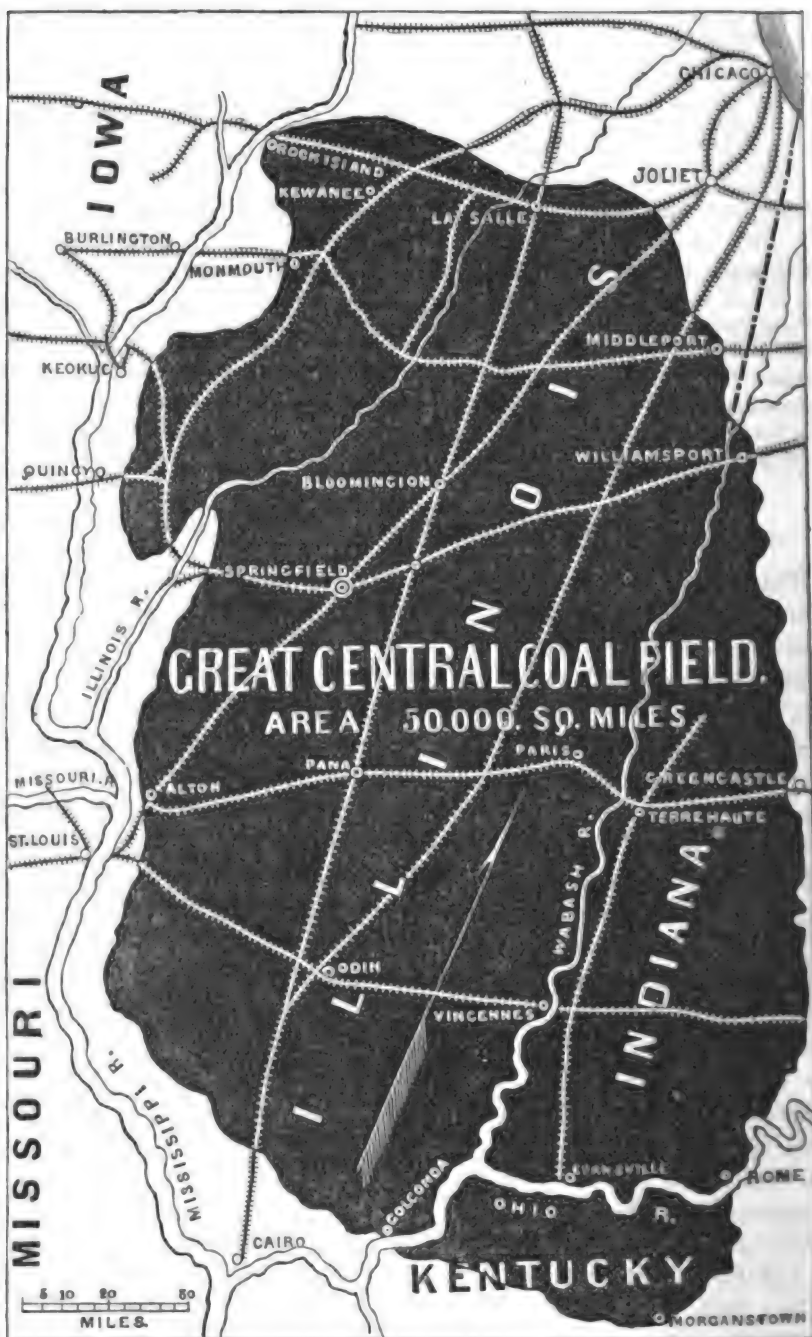 CHICAGO
IOWA
ROCK ISLAND
KEWANEE
JOLIET
LA SALLE
BURLINGTON
MONMOUTH
MIDDLEPORT
KEOKUC
QUINCY
WILLIAMSPORT
BLOOMINGTON
SPRINGFIELD
ILLINOIS R.
GREAT CENTRAL COAL FIELD.
AREA 50.000. SQ. MILES
PARIS
PANA
MISSOURI. R.
ALTON
GREENCASTLE
TERRE HAUTE
ST. LOUIS
WABASH R.
INDIANA
ODIN
VINCENNES
ILLINOIS
MISSOURI
MISSISSIPPI R.
ROME
GOLCONDA
OHIO R.
CAIRO
KENTUCKY
5 10 20 50
MILES.
MORGANSTOWN